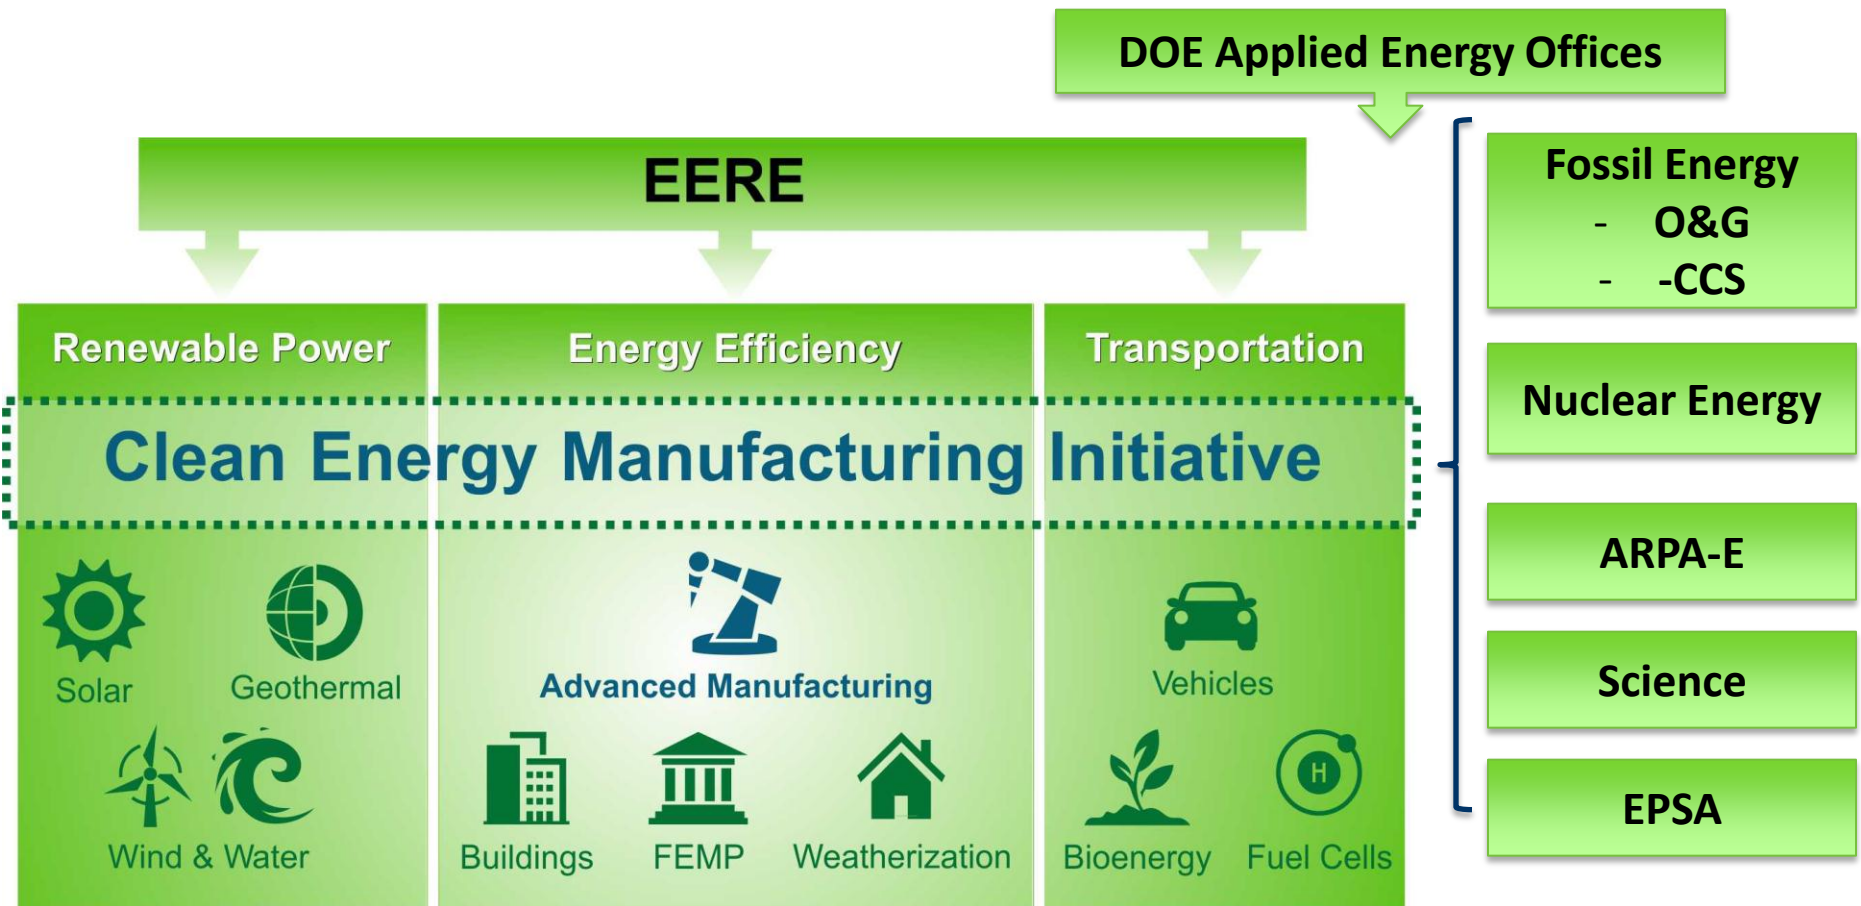 DOE Applied Energy Offices
EERE
Renewable Power
Energy Efficiency
Transportation
Clean Energy Manufacturing Initiative
Solar
Geothermal
Wind & Water
Advanced Manufacturing
Buildings
FEMP
Weatherization
Vehicles
Bioenergy
H
Fuel Cells
Fossil Energy
- O&G
- -CCS
Nuclear Energy
ARPA-E
Science
EPSA